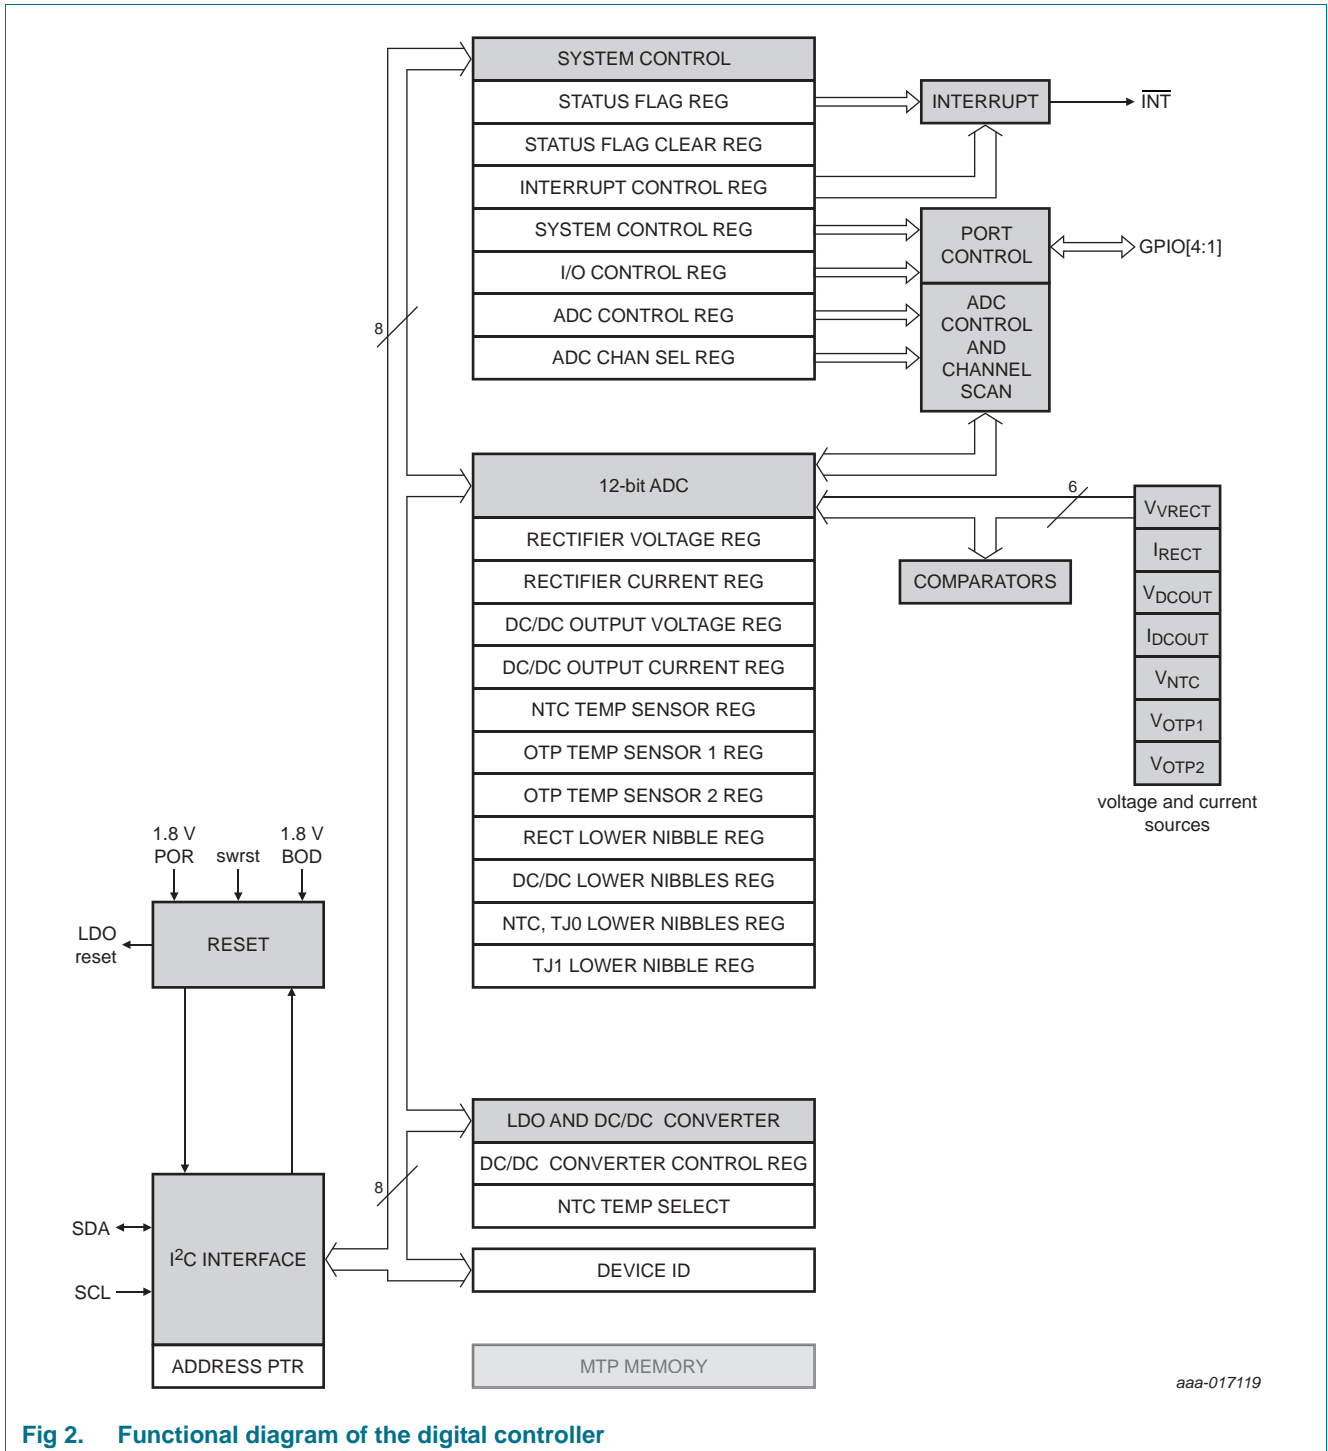 SYSTEM CONTROL
STATUS FLAG REG
STATUS FLAG CLEAR REG
INTERRUPT CONTROL REG
SYSTEM CONTROL REG
I/O CONTROL REG
ADC CONTROL REG
ADC CHAN SEL REG
INTERRUPT
INT
PORT
CONTROL
GPIO[4:1]
ADC
CONTROL
AND
CHANNEL
SCAN
8
12-bit ADC
RECTIFIER VOLTAGE REG
RECTIFIER CURRENT REG
DC/DC OUTPUT VOLTAGE REG
DC/DC OUTPUT CURRENT REG
NTC TEMP SENSOR REG
OTP TEMP SENSOR 1 REG
OTP TEMP SENSOR 2 REG
RECT LOWER NIBBLE REG
DC/DC LOWER NIBBLES REG
NTC, TJ0 LOWER NIBBLES REG
TJ1 LOWER NIBBLE REG
6
COMPARATORS
VVRECT
IRECT
VDCOUT
IDCOUT
VNTC
VOTP1
VOTP2
voltage and current
sources
1.8 V
POR
swrst
1.8 V
BOD
LDO
reset
RESET
LDO AND DC/DC CONVERTER
DC/DC CONVERTER CONTROL REG
NTC TEMP SELECT
8
SDA
SCL
I2C INTERFACE
ADDRESS PTR
DEVICE ID
MTP MEMORY
aaa-017119
Fig 2. Functional diagram of the digital controller